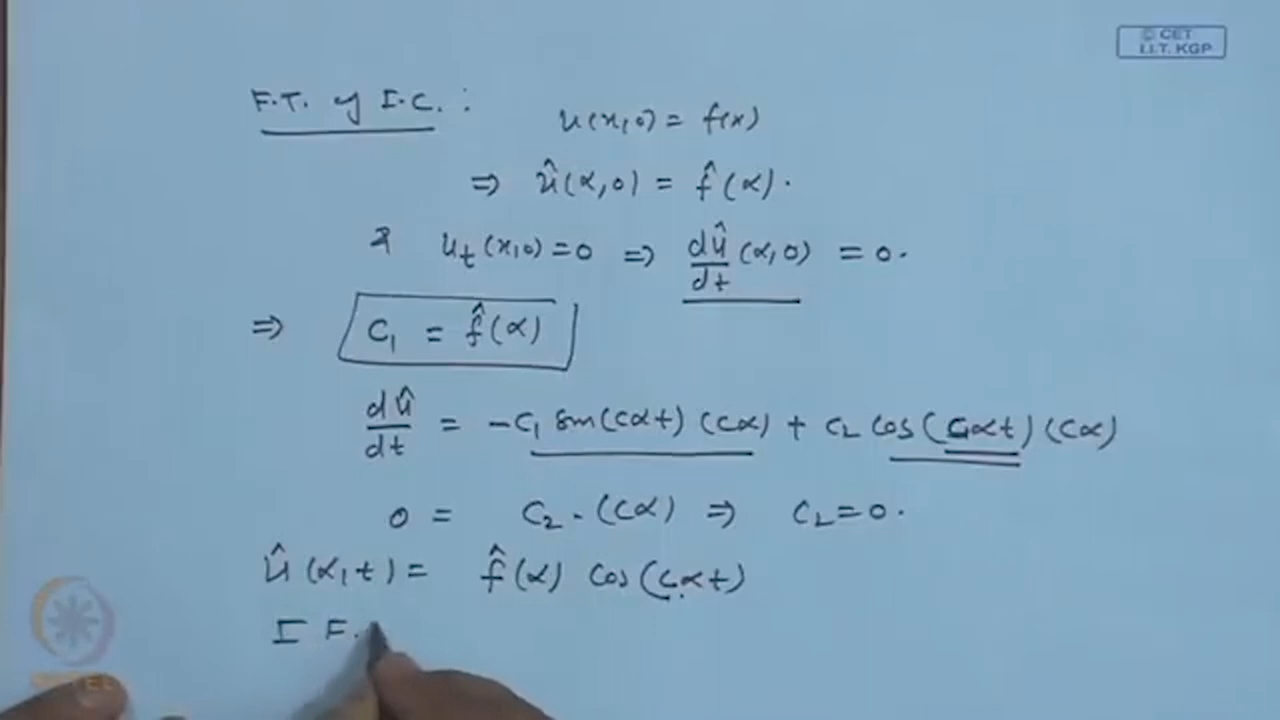 © CET
I.I.T. KGP
F.T. of I.C. :
u(x,0) = f(x)
⇒ û(α,0) = f̂(α).
& u_t(x,0)=0 ⇒ dû/dt (α,0) = 0.
⇒ C₁ = f̂(α)
dû/dt = -C₁ sin(cαt) (cα) + C₂ cos(cαt) (cα)
0 = C₂ . (cα) ⇒ C₂=0.
û(α,t) = f̂(α) cos(cαt)
I F.